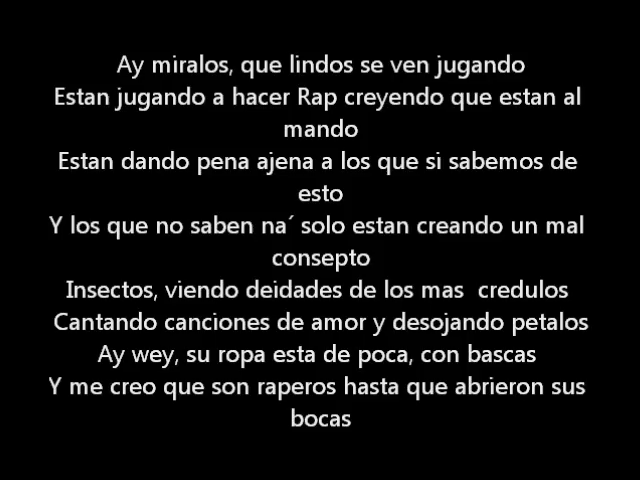 Ay miralos, que lindos se ven jugando
Estan jugando a hacer Rap creyendo que estan al
mando
Estan dando pena ajena a los que si sabemos de
esto
Y los que no saben na´ solo estan creando un mal
consepto
Insectos, viendo deidades de los mas  credulos
Cantando canciones de amor y desojando petalos
Ay wey, su ropa esta de poca, con bascas
Y me creo que son raperos hasta que abrieron sus
bocas